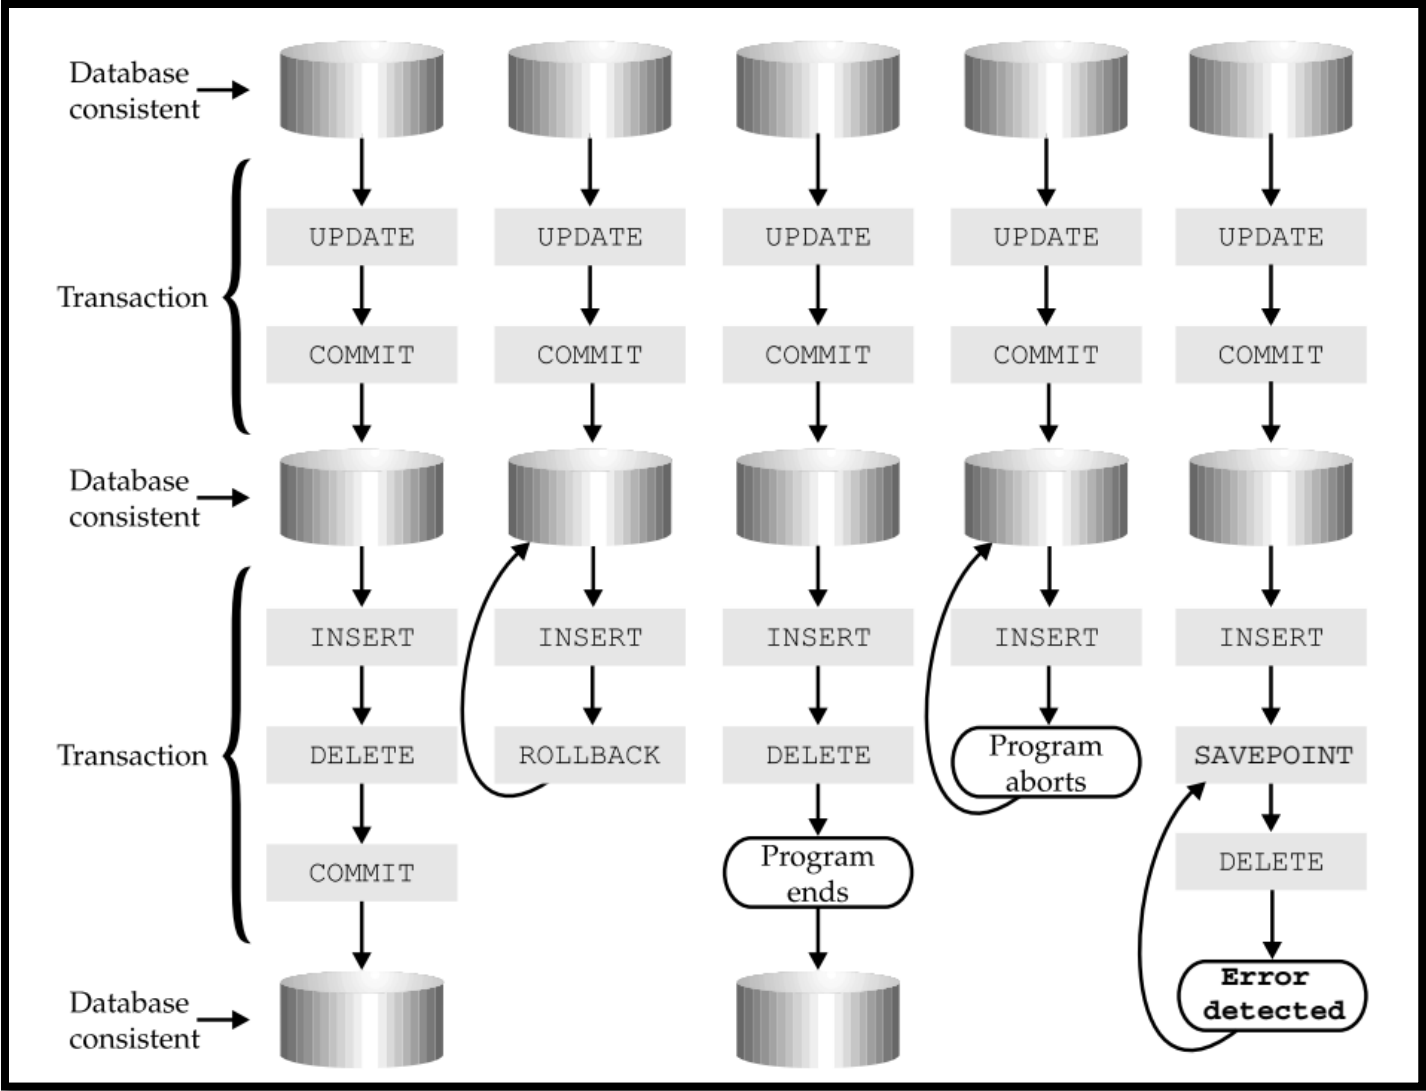 Database
consistent
UPDATE UPDATE UPDATE UPDATE UPDATE
Transaction
COMMIT COMMIT COMMIT COMMIT COMMIT
Database
consistent
INSERT INSERT INSERT INSERT INSERT
Transaction
DELETE ROLLBACK DELETE Program
aborts SAVEPOINT
COMMIT Program
ends DELETE
Database
consistent
Error
detected